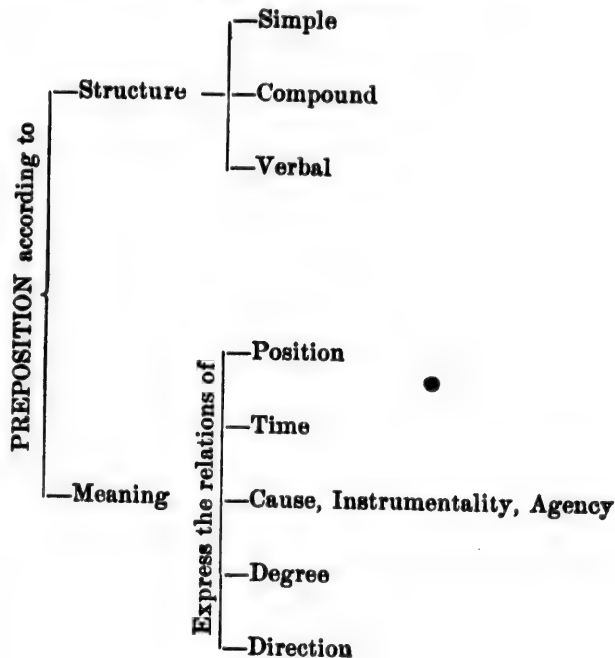 PREPOSITION according to
—Structure
—Simple
—Compound
—Verbal
—Meaning
Express the relations of
—Position
—Time
—Cause, Instrumentality, Agency
—Degree
—Direction